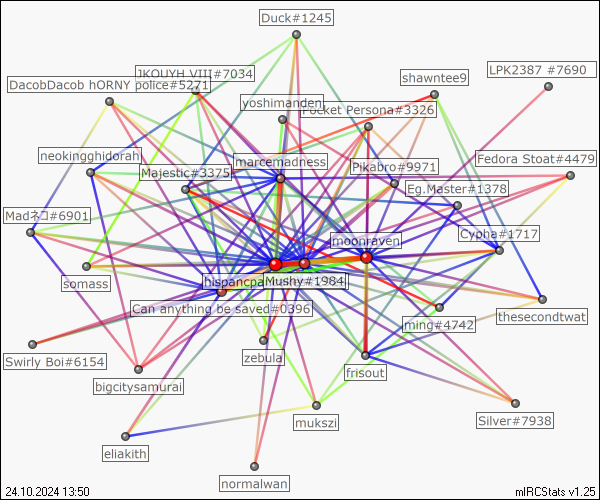 Duck#1245
JKOUYH VIII#7034
LPK2387 #7690
shawntee9
DacobDacob hORNY police#5271
yoshimanden
Pocket Persona#3326
neokingghidorah
marcemadness
Majestic#3375
Pikabro#9971
Fedora Stoat#4479
Eg.Master#1378
Madネコ#6901
moonraven
Cypha#1717
somass
hispancpa
Mushy#1984
Can anything be saved#0396
thesecondtwat
ming#4742
Swirly Boi#6154
zebula
frisout
bigcitysamurai
mukszi
Silver#7938
eliakith
normalwan
24.10.2024 13:50
mIRCStats v1.25